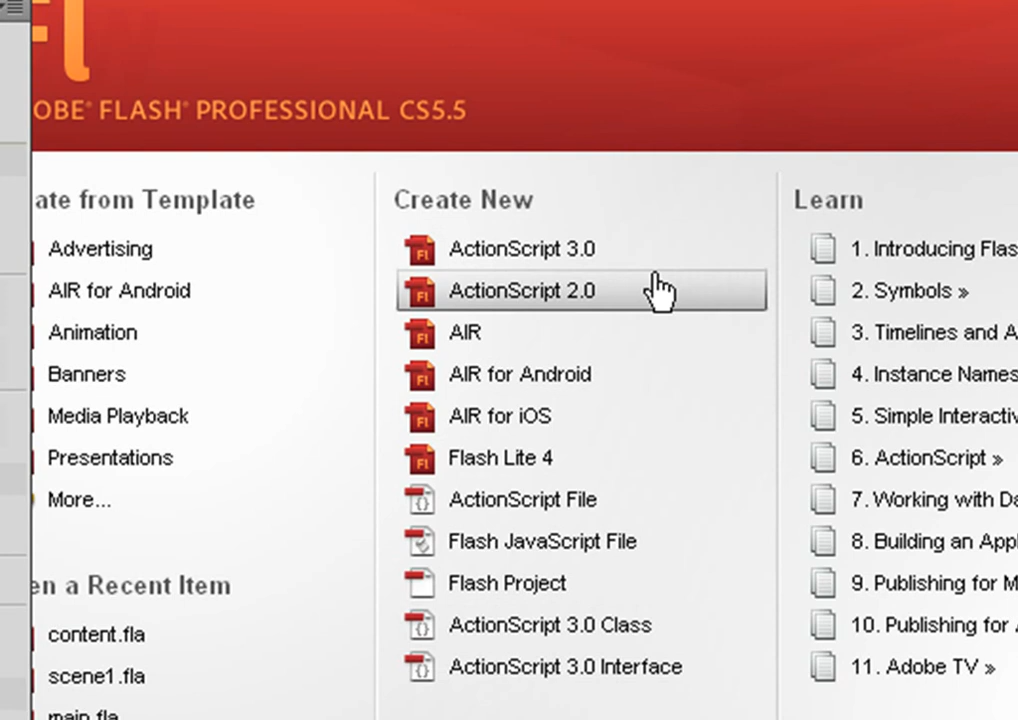 Fl
OBE® FLASH® PROFESSIONAL CS5.5
ate from Template
Advertising
AIR for Android
Animation
Banners
Media Playback
Presentations
More...
en a Recent Item
content.fla
scene1.fla
main.fla
Create New
ActionScript 3.0
ActionScript 2.0
AIR
AIR for Android
AIR for iOS
Flash Lite 4
ActionScript File
Flash JavaScript File
Flash Project
ActionScript 3.0 Class
ActionScript 3.0 Interface
Learn
1. Introducing Flas
2. Symbols »
3. Timelines and A
4. Instance Names
5. Simple Interactiv
6. ActionScript »
7. Working with Da
8. Building an Appl
9. Publishing for M
10. Publishing for A
11. Adobe TV »